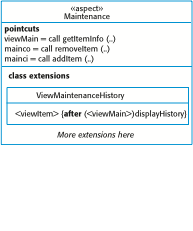 «aspect»
Maintenance
pointcuts
viewMain = call getItemInfo (..)
mainco = call removeItem (..)
mainci = call addItem (..)
class extensions
ViewMaintenanceHistory
<viewItem> {after (<viewMain>)displayHistory}
More extensions here